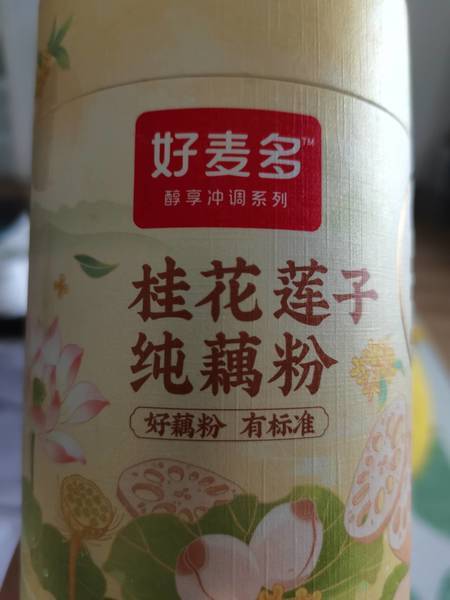 好麦多™
醇享冲调系列
桂花莲子
纯藕粉
好藕粉 有标准